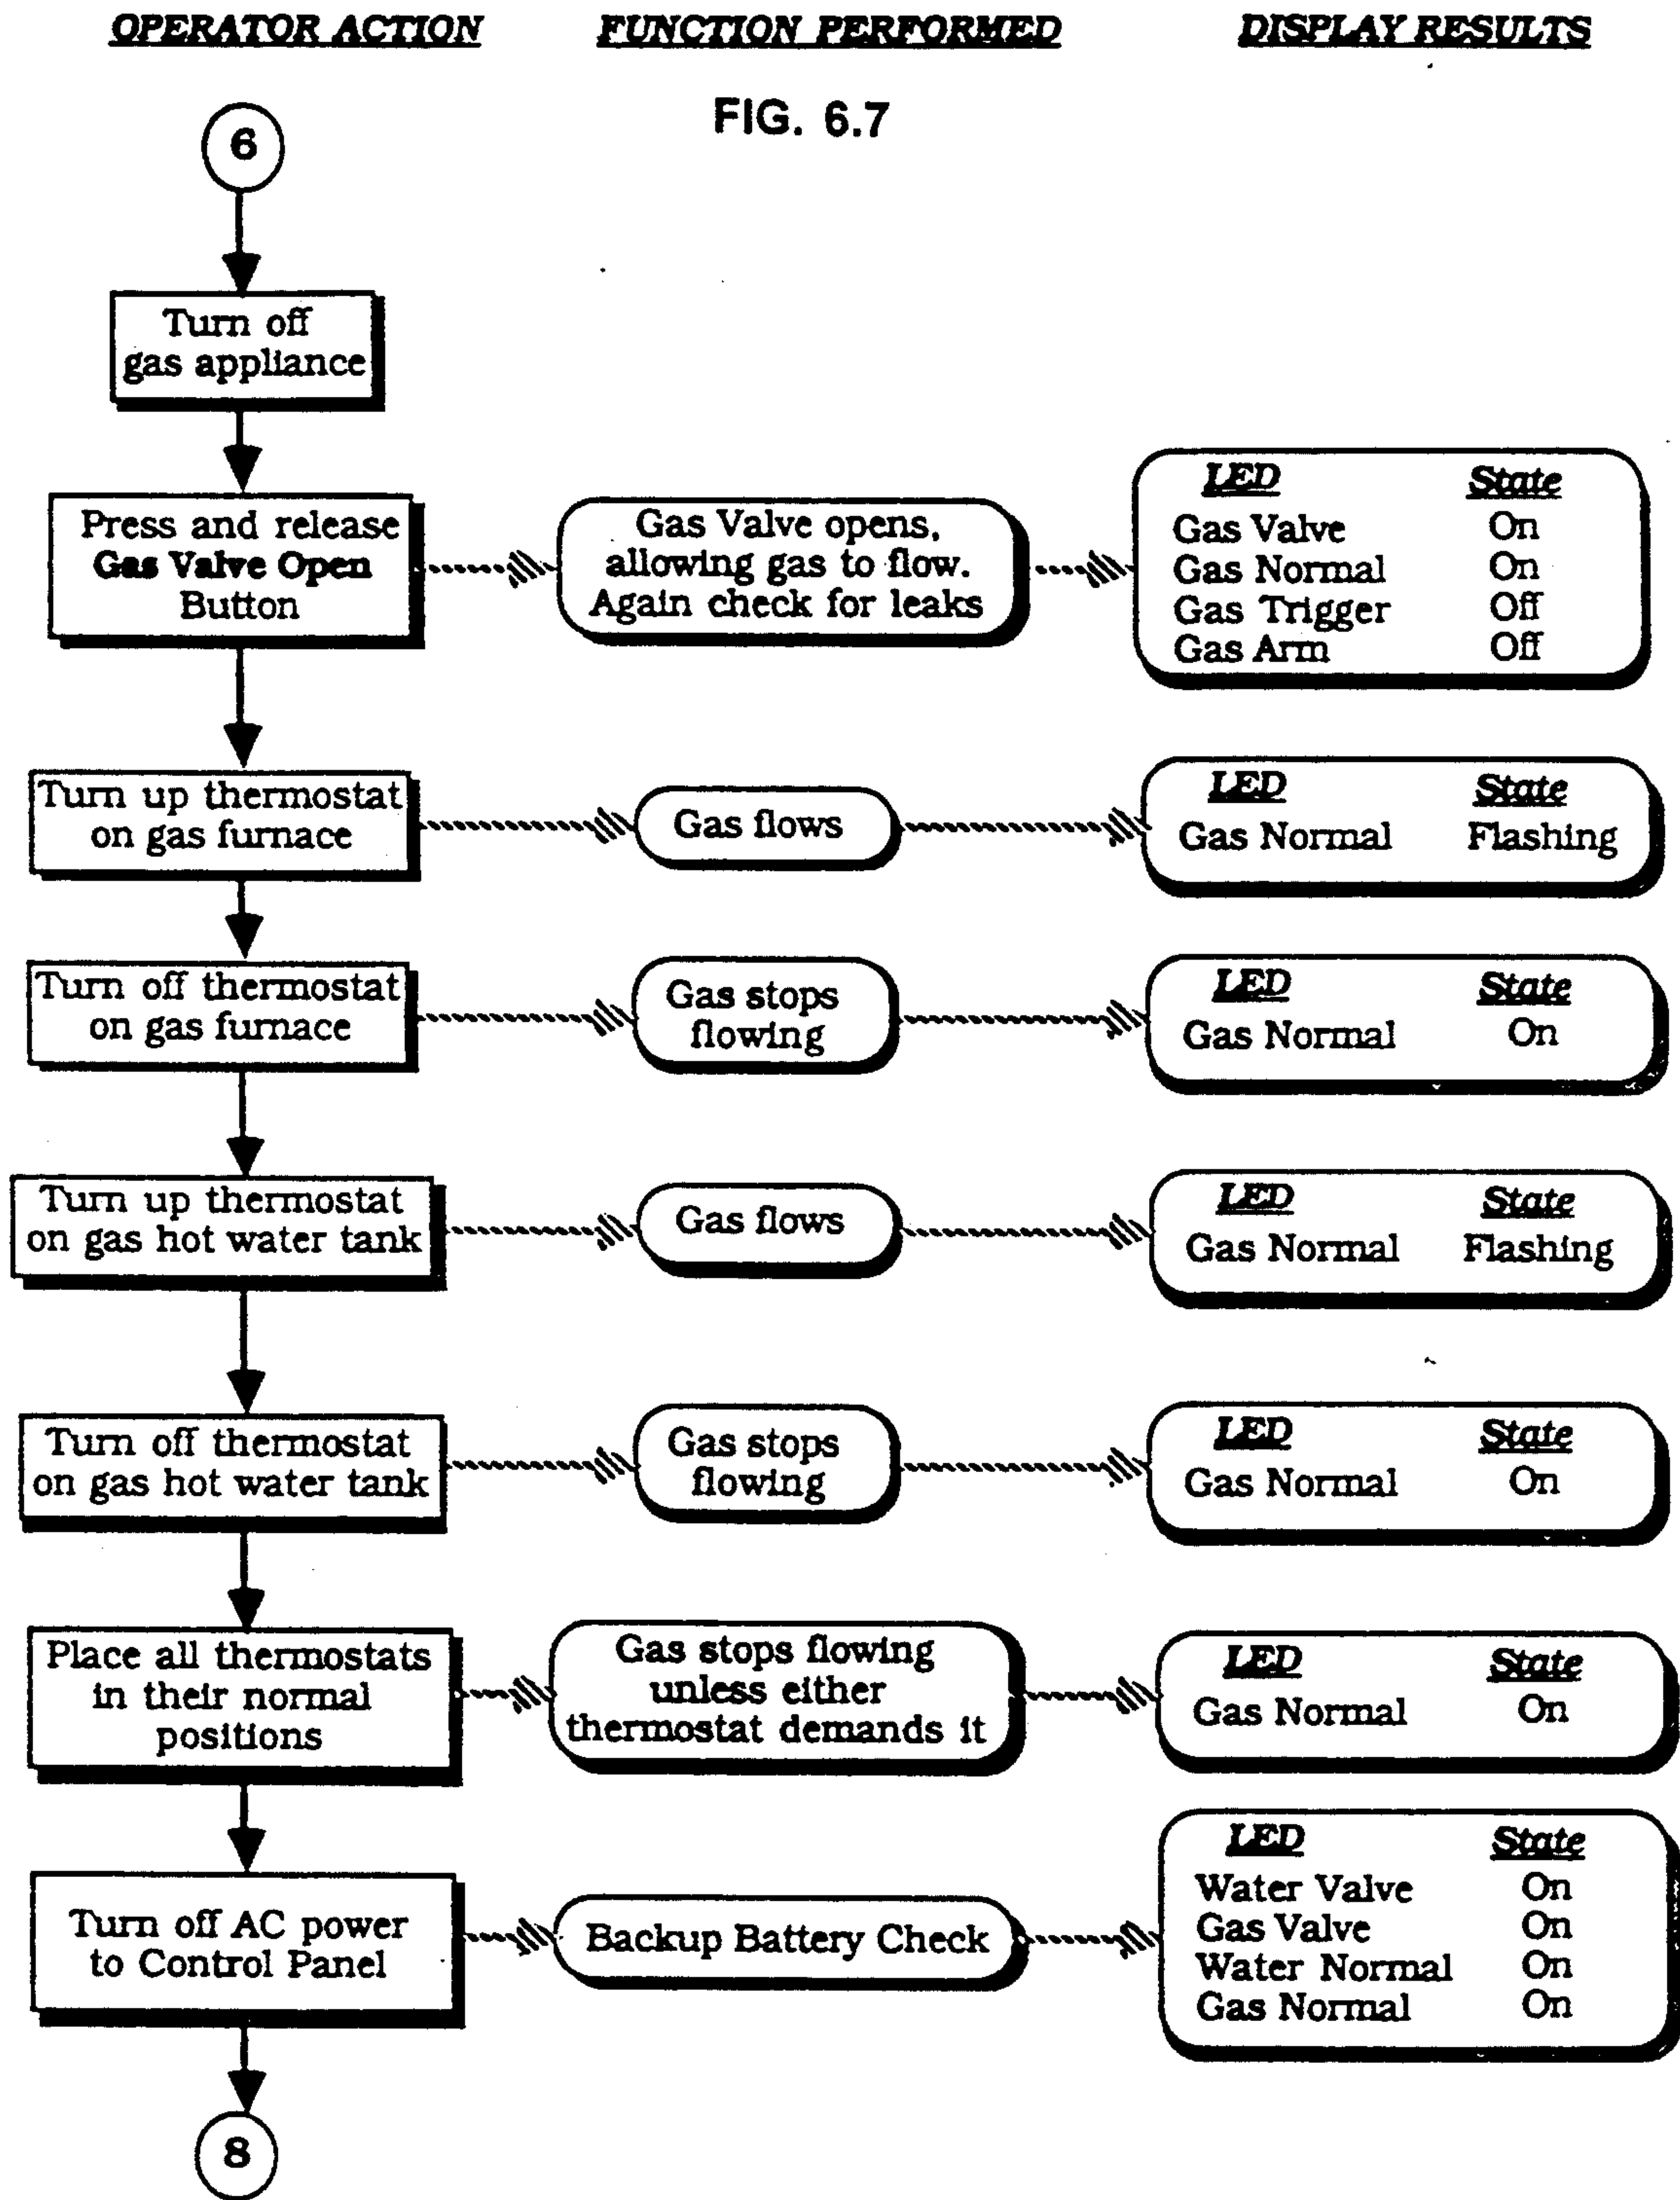 OPERATOR ACTION FUNCTION PERFORMED DISPLAY RESULTS
FIG. 6.7
6
Turn off
gas appliance
Press and release
Gas Valve Open
Button
Gas Valve opens,
allowing gas to flow.
Again check for leaks
LED State
Gas Valve On
Gas Normal On
Gas Trigger Off
Gas Arm Off
Turn up thermostat
on gas furnace
Gas flows
LED State
Gas Normal Flashing
Turn off thermostat
on gas furnace
Gas stops
flowing
LED State
Gas Normal On
Turn up thermostat
on gas hot water tank
Gas flows
LED State
Gas Normal Flashing
Turn off thermostat
on gas hot water tank
Gas stops
flowing
LED State
Gas Normal On
Place all thermostats
in their normal
positions
Gas stops flowing
unless either
thermostat demands it
LED State
Gas Normal On
Turn off AC power
to Control Panel
Backup Battery Check
LED State
Water Valve On
Gas Valve On
Water Normal On
Gas Normal On
8